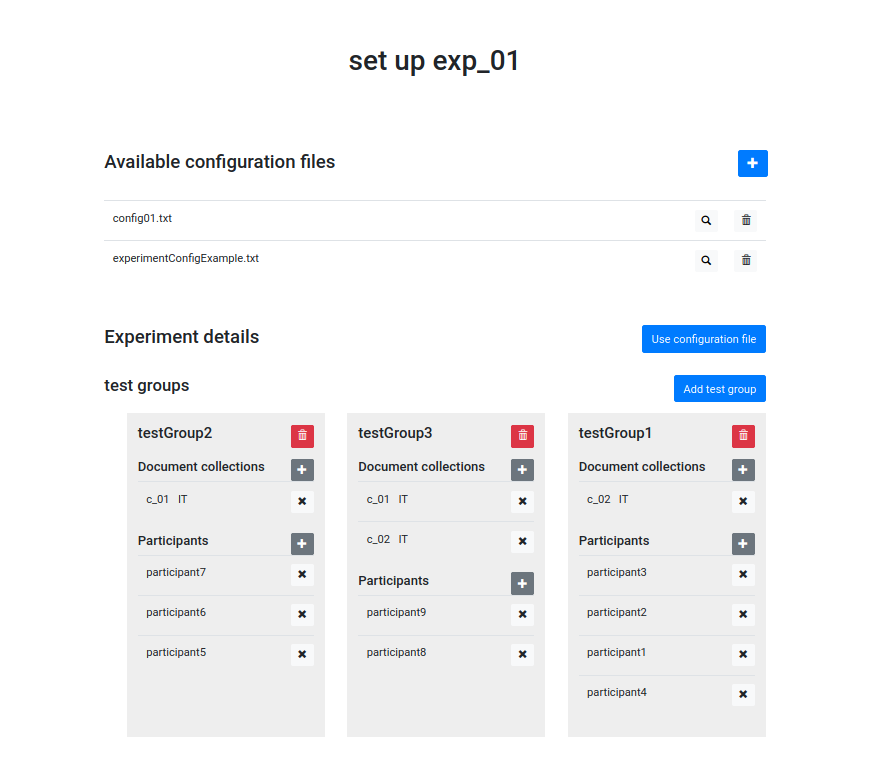 set up exp_01
Available configuration files
config01.txt
experimentConfigExample.txt
Experiment details
Use configuration file
test groups
Add test group
testGroup2
Document collections
c_01 IT
Participants
participant7
participant6
participant5
testGroup3
Document collections
c_01 IT
c_02 IT
Participants
participant9
participant8
testGroup1
Document collections
c_02 IT
Participants
participant3
participant2
participant1
participant4